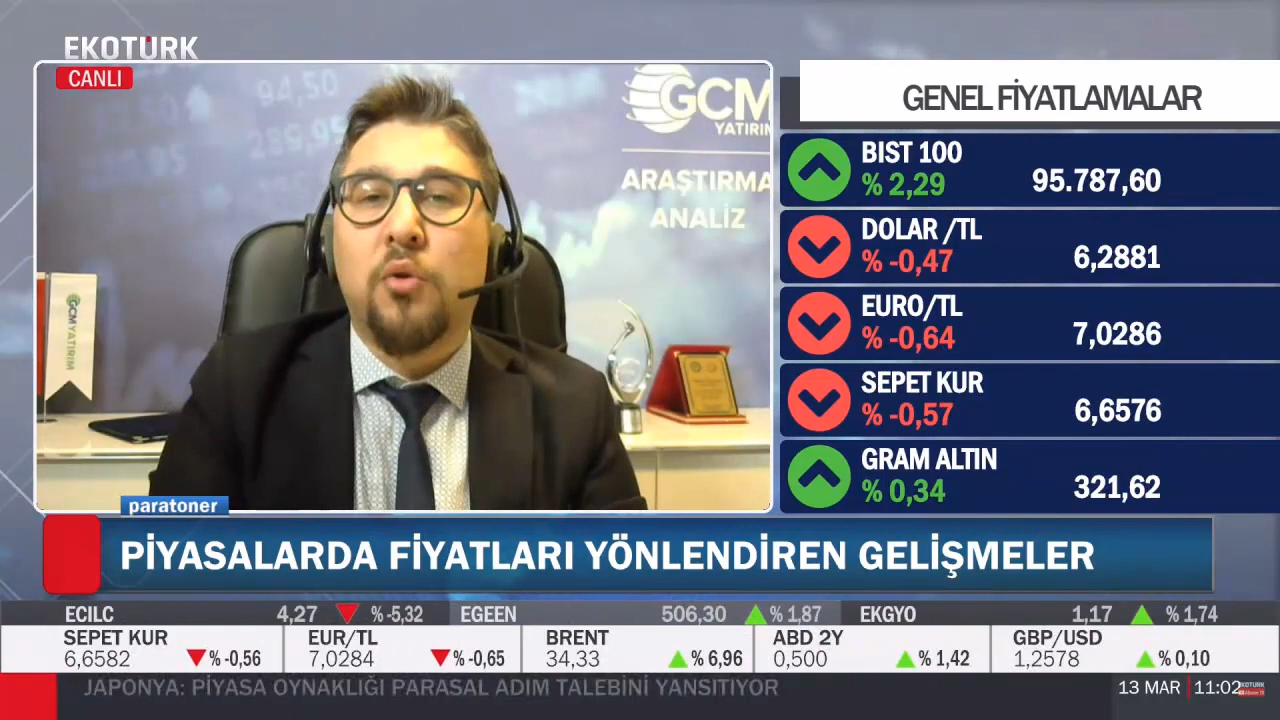 EKOTÜRK
CANLI
94,50
GCM
YATIRIM
ARAŞTIRMA
ANALİZ
GCM YATIRIM
GENEL FİYATLAMALAR
BIST 100
% 2,29
95.787,60
DOLAR /TL
% -0,47
6,2881
EURO/TL
% -0,64
7,0286
SEPET KUR
% -0,57
6,6576
GRAM ALTIN
% 0,34
321,62
paratoner
PİYASALARDA FİYATLARI YÖNLENDİREN GELİŞMELER
ECILC 4,27 % -5,32 EGEEN 506,30 % 1,87 EKGYO 1,17 % 1,74
SEPET KUR EUR/TL BRENT ABD 2Y GBP/USD
6,6582 % -0,56 7,0284 % -0,65 34,33 % 6,96 0,500 % 1,42 1,2578 % 0,10
JAPONYA: PİYASA OYNAKLIĞI PARASAL ADIM TALEBİNİ YANSITIYOR
13 MAR 11:02